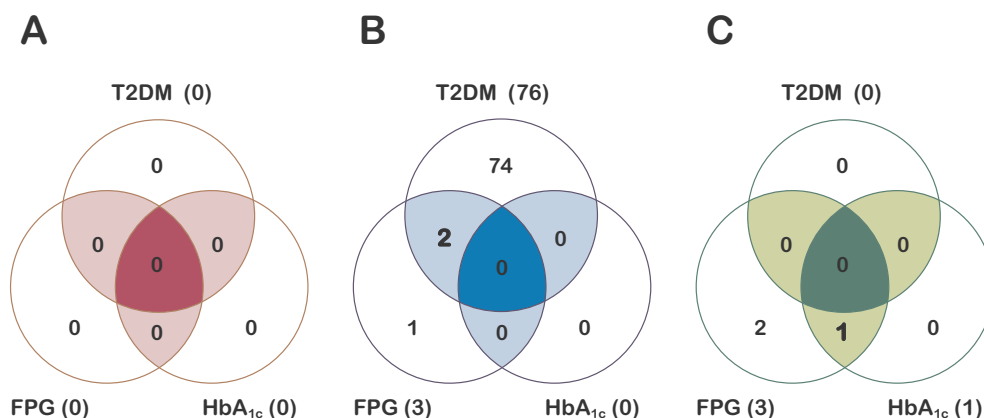 A B C
T2DM (0) T2DM (76) T2DM (0)
0 74 0
0 0 2 0 0 0
0 0 0
0 0 1 0 2 0
0 0 1
FPG (0) HbA1c (0) FPG (3) HbA1c (0) FPG (3) HbA1c (1)